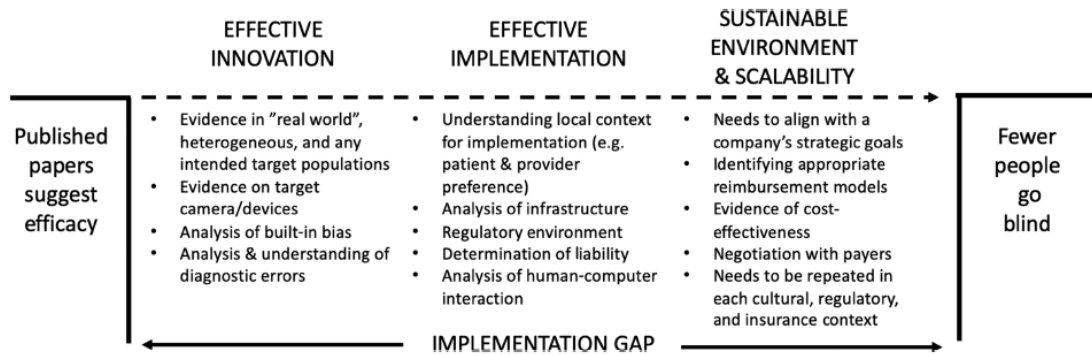 EFFECTIVE
INNOVATION
EFFECTIVE
IMPLEMENTATION
SUSTAINABLE
ENVIRONMENT
& SCALABILITY
Published
papers
suggest
efficacy
• Evidence in ”real world”,
heterogeneous, and any
intended target populations
• Evidence on target
camera/devices
• Analysis of built-in bias
• Analysis & understanding of
diagnostic errors
• Understanding local context
for implementation (e.g.
patient & provider
preference)
• Analysis of infrastructure
• Regulatory environment
• Determination of liability
• Analysis of human-computer
interaction
• Needs to align with a
company’s strategic goals
• Identifying appropriate
reimbursement models
• Evidence of cost-
effectiveness
• Negotiation with payers
• Needs to be repeated in
each cultural, regulatory,
and insurance context
Fewer
people
go
blind
IMPLEMENTATION GAP